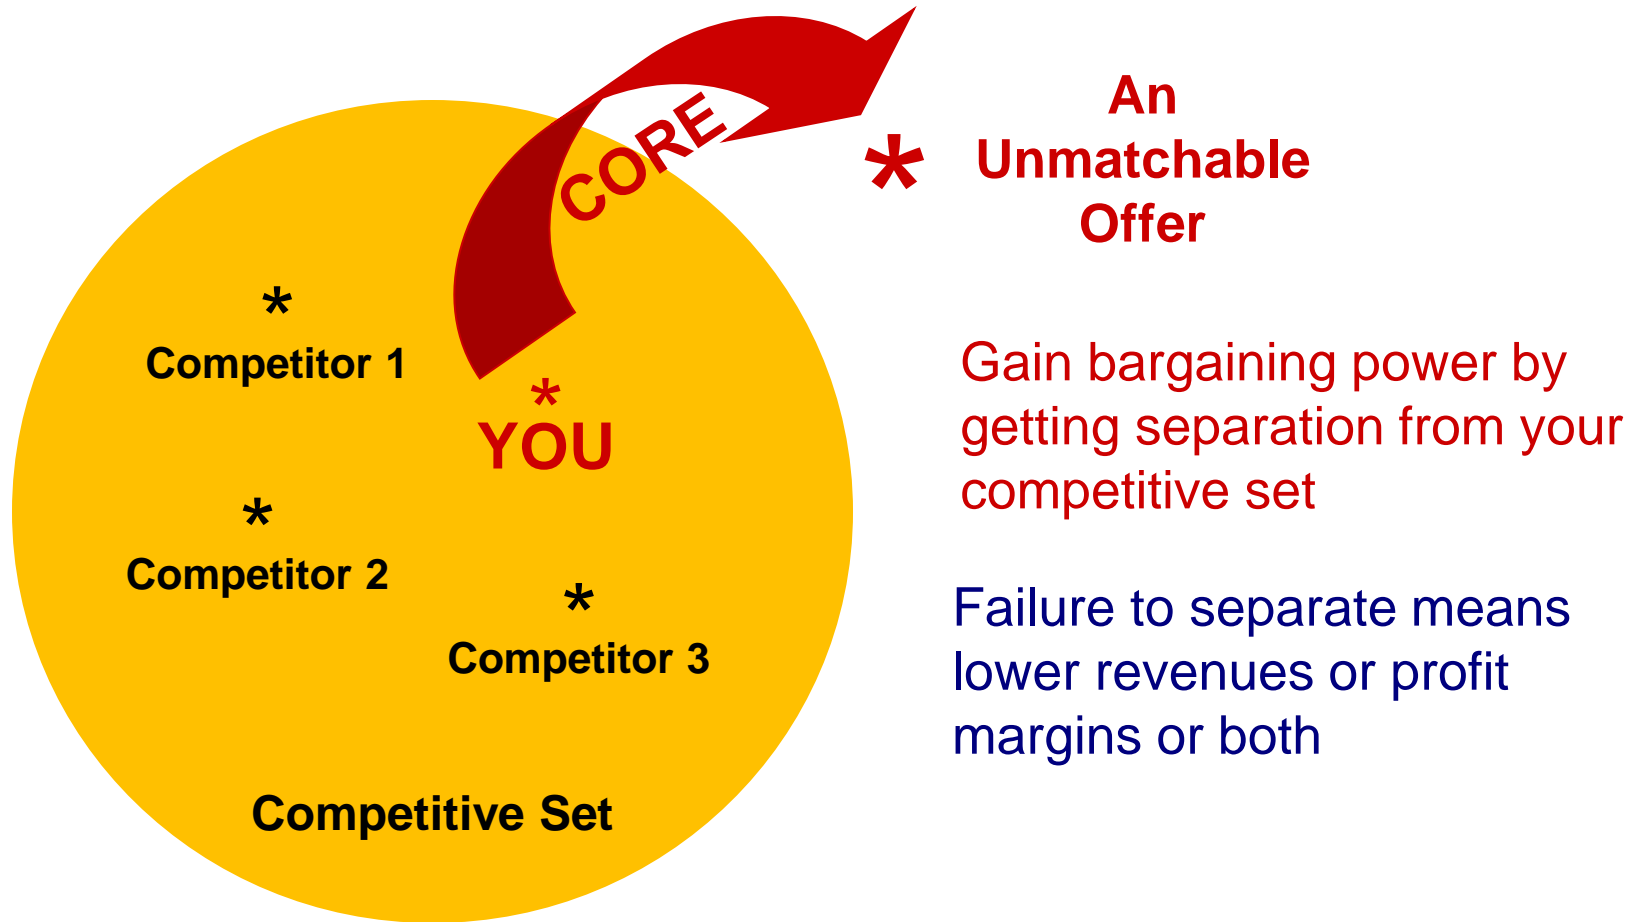 CORE
*
An
Unmatchable
Offer
*
Competitor 1
*
YOU
Gain bargaining power by
getting separation from your
competitive set
*
Competitor 2
*
Competitor 3
Failure to separate means
lower revenues or profit
margins or both
Competitive Set